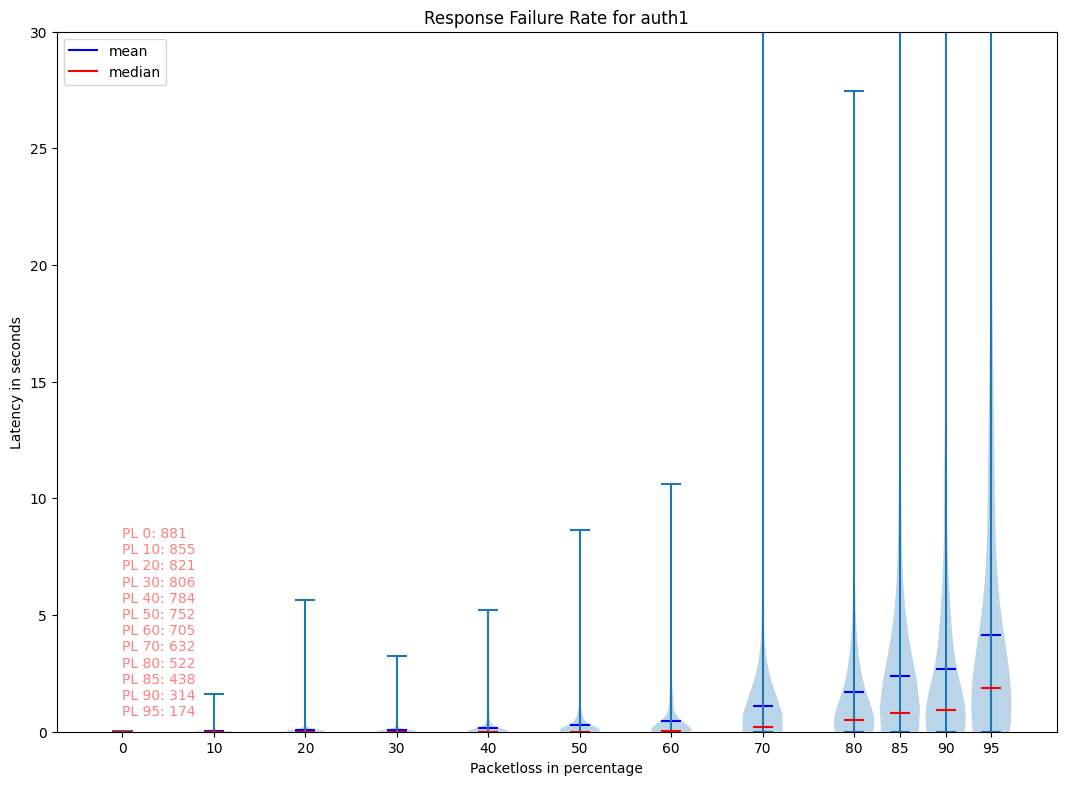 Response Failure Rate for auth1
mean
median
30
25
20
15
10
5
0
Latency in seconds
PL 0: 881
PL 10: 855
PL 20: 821
PL 30: 806
PL 40: 784
PL 50: 752
PL 60: 705
PL 70: 632
PL 80: 522
PL 85: 438
PL 90: 314
PL 95: 174
0 10 20 30 40 50 60 70 80 85 90 95
Packetloss in percentage